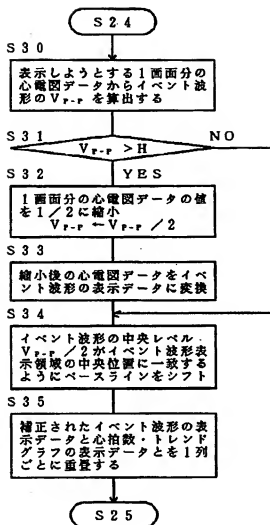 S24
S30
表示しようとする1画面分の
心電図データからイベント波
形のVP-Pを算出する
S31
NO
VP-P >H
S32
YES
1画面分の心電図データの値
を1/2に縮小
VP-P ← VP-P /2
S33
縮小後の心電図データをイベ
ント波形の表示データに変換
S34
イベント波形の中央レベル
VP-P /2がイベント波形表
示領域の中央位置に一致する
ようにベースラインをシフト
S35
補正されたイベント波形の表
示データと心拍数・トレンド
グラフの表示データとを1列
ごとに重畳する
S25